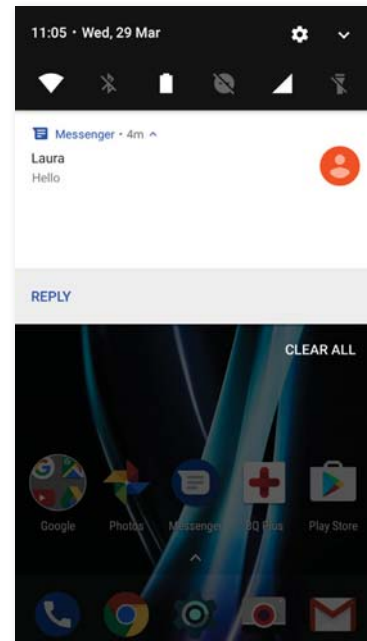 11:05 • Wed, 29 Mar
Messenger • 4m
Laura
Hello
REPLY
CLEAR ALL
Google Photos Messenger BQ Plus Play Store